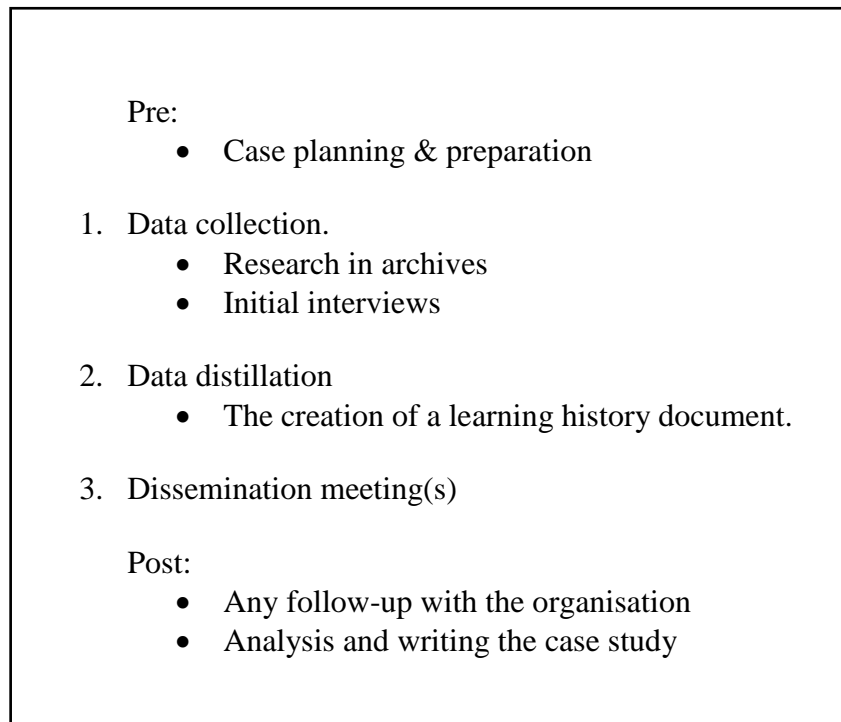 Pre:
• Case planning & preparation
1. Data collection.
• Research in archives
• Initial interviews
2. Data distillation
• The creation of a learning history document.
3. Dissemination meeting(s)
Post:
• Any follow-up with the organisation
• Analysis and writing the case study